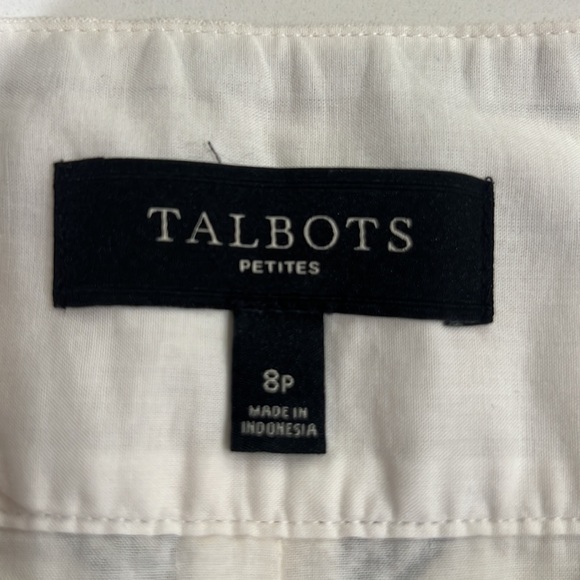 TALBOTS
PETITES
8P
MADE IN
INDONESIA